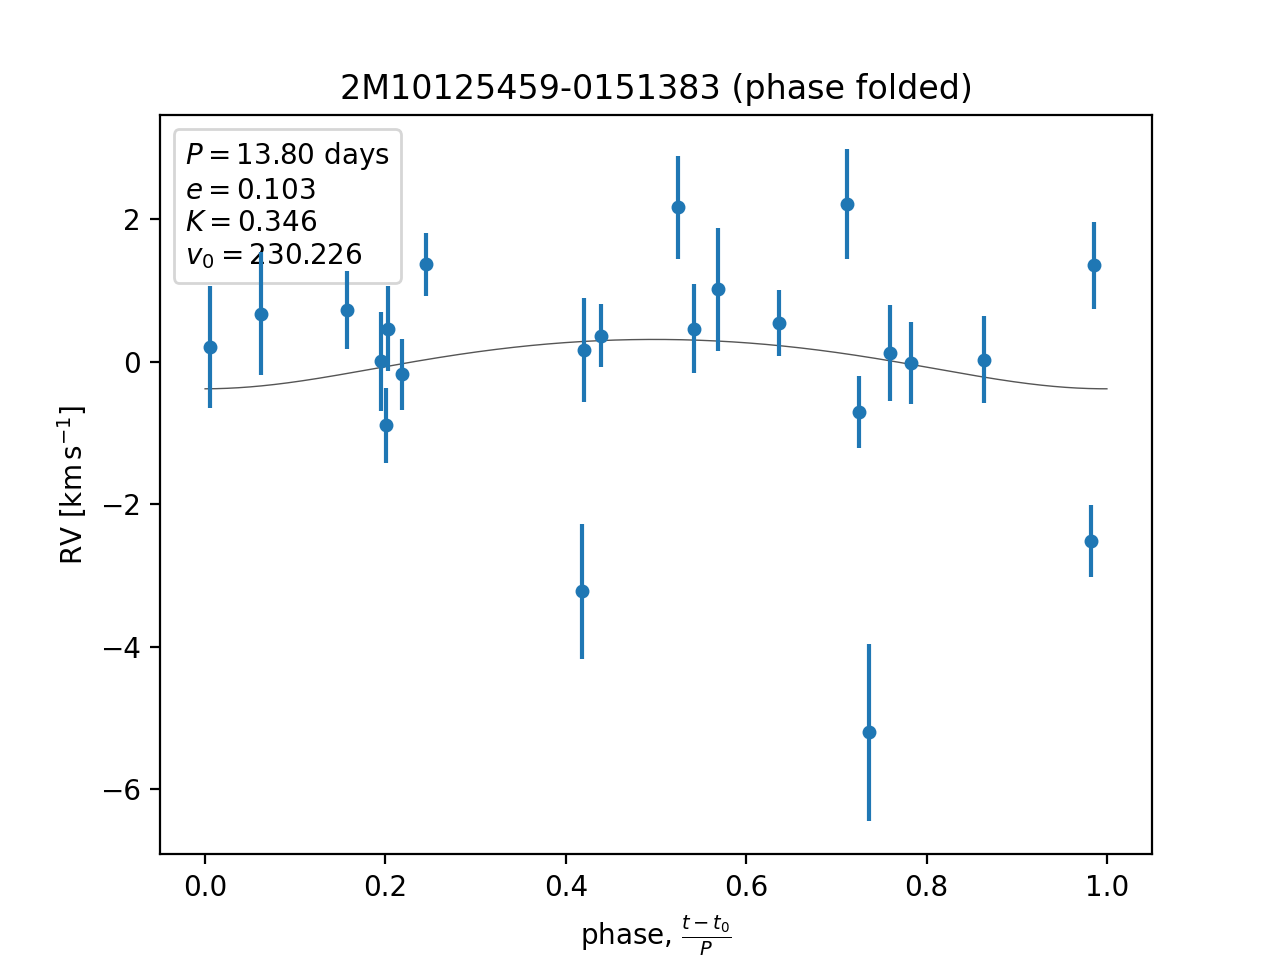 2M10125459-0151383 (phase folded)
P = 13.80 days
e = 0.103
K = 0.346
v₀ = 230.226
2
0
−2
−4
−6
RV [km s⁻¹]
0.0 0.2 0.4 0.6 0.8 1.0
phase, (t − t₀)/P